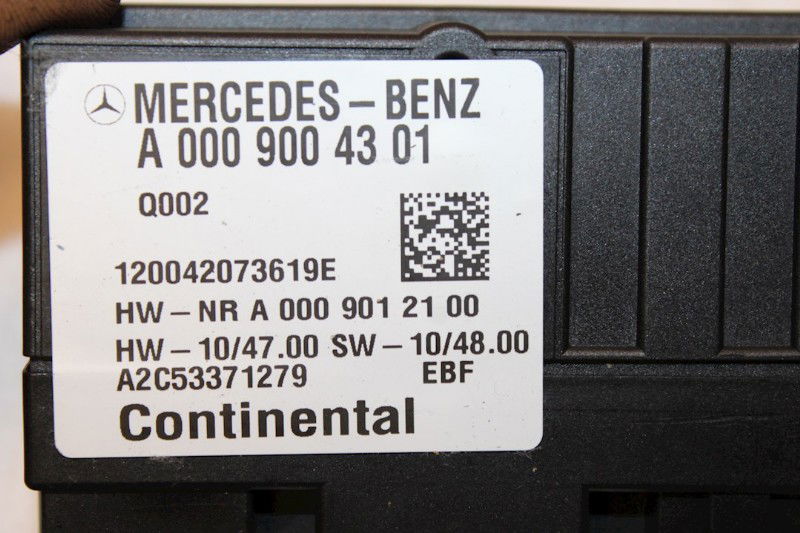 MERCEDES-BENZ
A 000 900 43 01
Q002
120042073619E
HW-NR A 000 901 21 00
HW-10/47.00 SW-10/48.00
A2C53371279 EBF
Continental